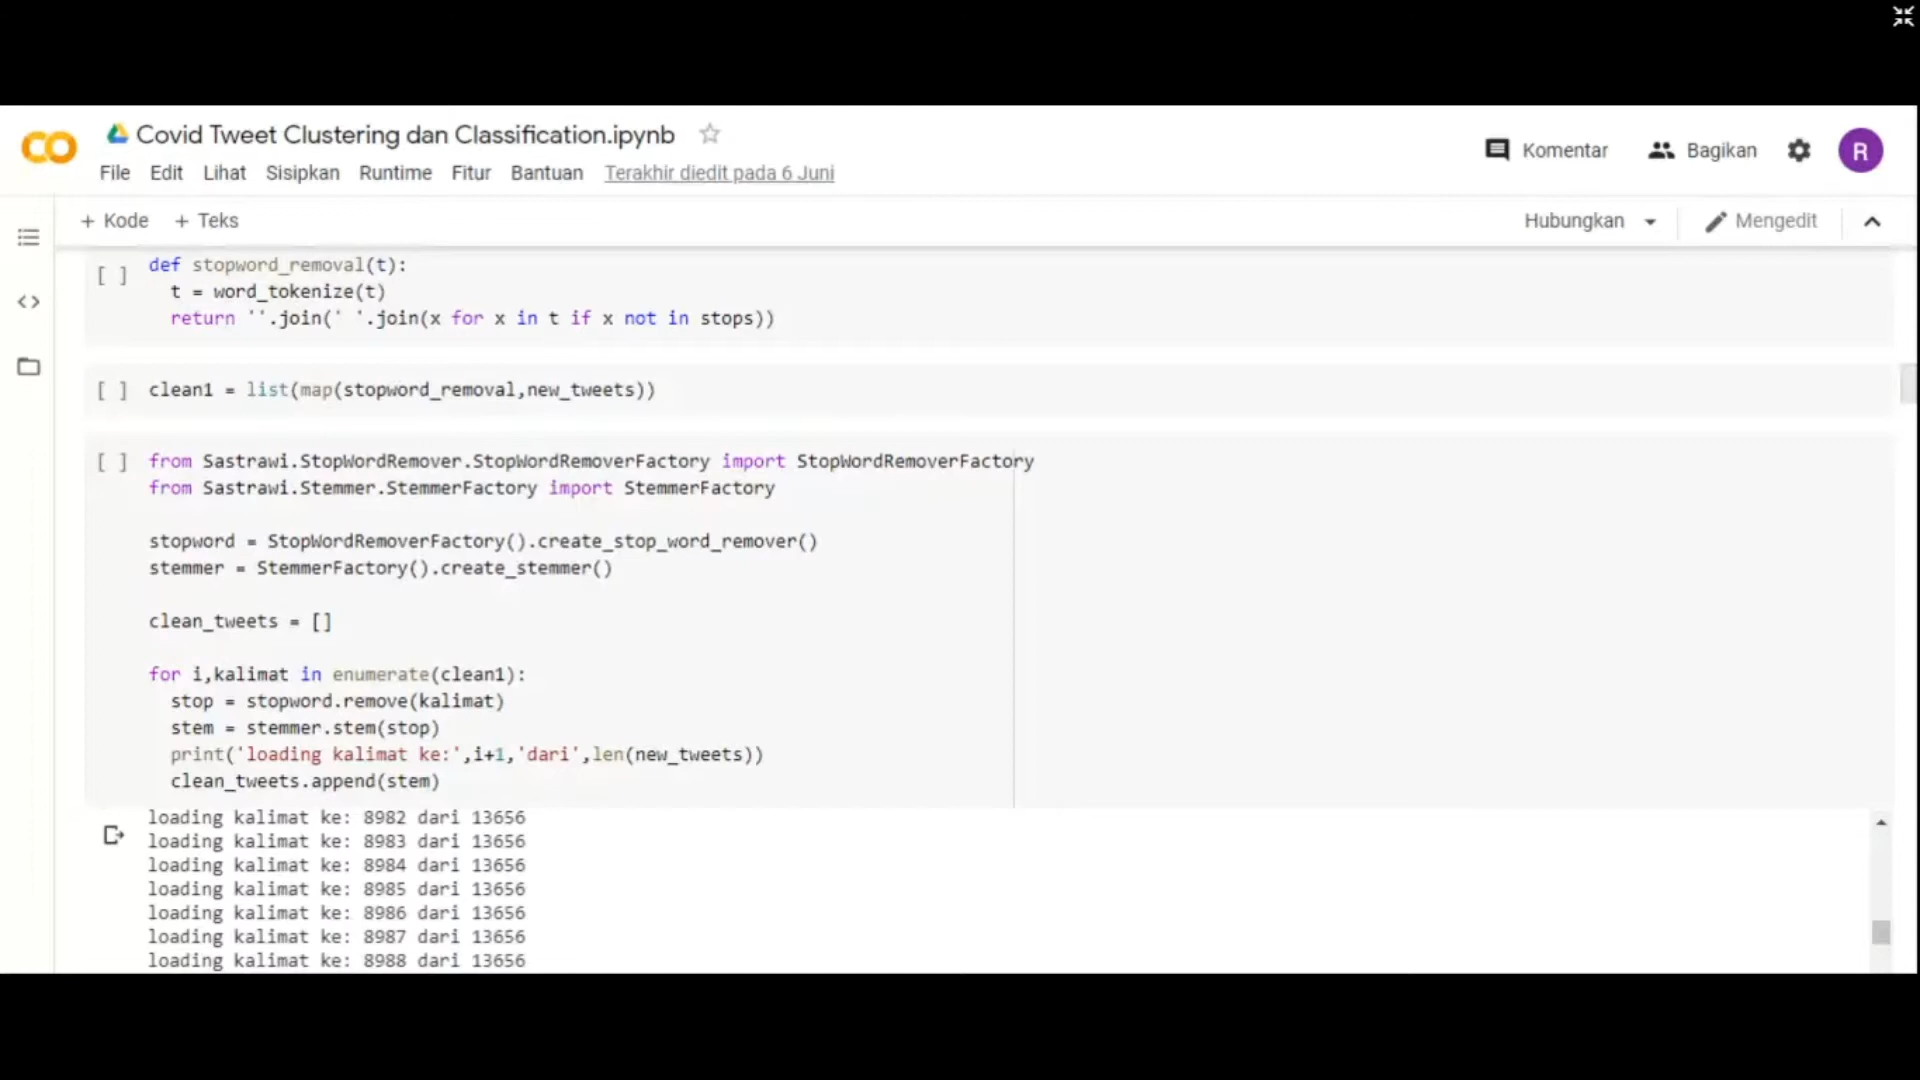 Covid Tweet Clustering dan Classification.ipynb
File Edit Lihat Sisipkan Runtime Fitur Bantuan Terakhir diedit pada 6 Juni
Komentar Bagikan R
+ Kode + Teks
Hubungkan Mengedit
[ ] def stopword_removal(t):
t = word_tokenize(t)
return ''.join(' '.join(x for x in t if x not in stops))
[ ] clean1 = list(map(stopword_removal,new_tweets))
[ ] from Sastrawi.StopWordRemover.StopWordRemoverFactory import StopWordRemoverFactory
from Sastrawi.Stemmer.StemmerFactory import StemmerFactory
stopword = StopWordRemoverFactory().create_stop_word_remover()
stemmer = StemmerFactory().create_stemmer()
clean_tweets = []
for i,kalimat in enumerate(clean1):
stop = stopword.remove(kalimat)
stem = stemmer.stem(stop)
print('loading kalimat ke:',i+1,'dari',len(new_tweets))
clean_tweets.append(stem)
loading kalimat ke: 8982 dari 13656
loading kalimat ke: 8983 dari 13656
loading kalimat ke: 8984 dari 13656
loading kalimat ke: 8985 dari 13656
loading kalimat ke: 8986 dari 13656
loading kalimat ke: 8987 dari 13656
loading kalimat ke: 8988 dari 13656